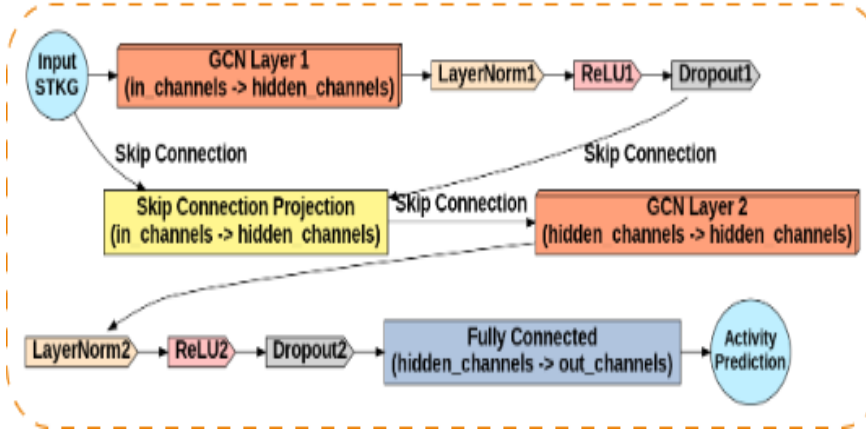 Input
STKG
GCN Layer 1
(in_channels -> hidden_channels)
LayerNorm1
ReLU1
Dropout1
Skip Connection
Skip Connection
Skip Connection Projection
(in_channels -> hidden_channels)
Skip Connection
GCN Layer 2
(hidden_channels -> hidden_channels)
LayerNorm2
ReLU2
Dropout2
Fully Connected
(hidden_channels -> out_channels)
Activity
Prediction